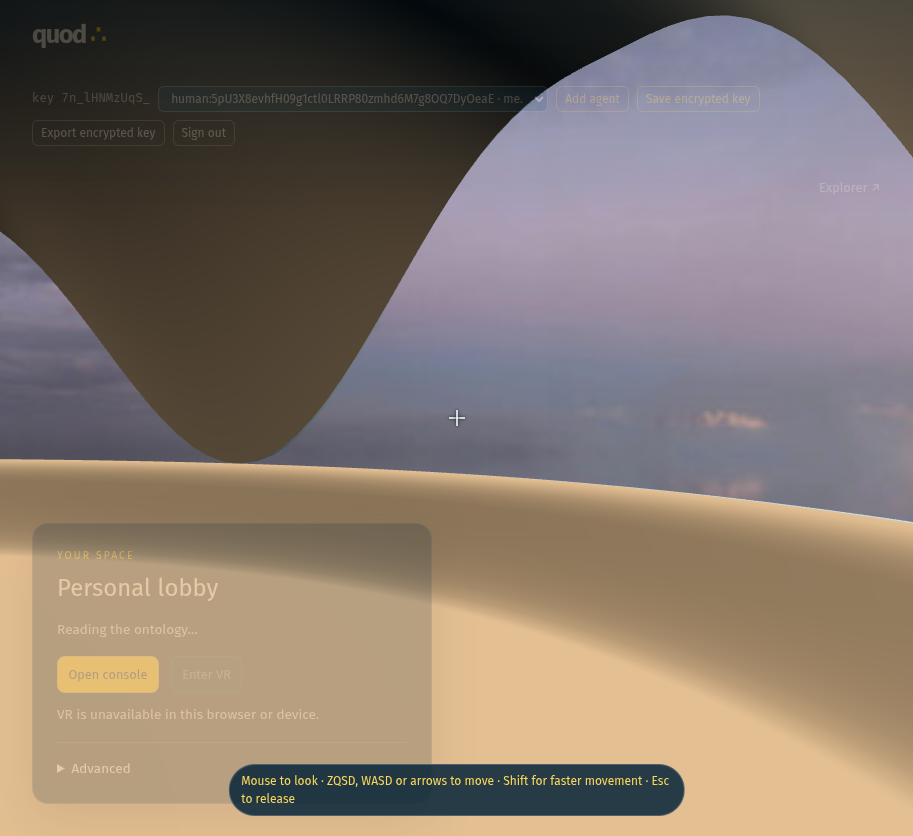 quod
key 7n_lHNMzUqS_ human:5pU3X8evhfH09g1ctl0LRRP80zmhd6M7g8OQ7DyOeaE · me. Add agent Save encrypted key
Export encrypted key Sign out
Explorer ↗
YOUR SPACE
Personal lobby
Reading the ontology…
Open console Enter VR
VR is unavailable in this browser or device.
▶ Advanced
Mouse to look · ZQSD, WASD or arrows to move · Shift for faster movement · Esc
to release